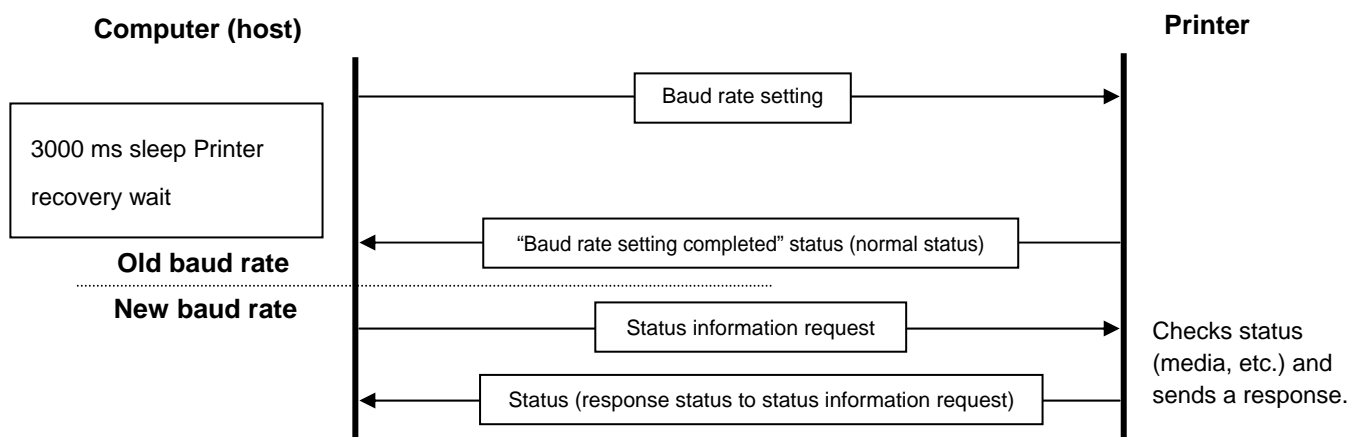 Computer (host)
Printer
Baud rate setting
3000 ms sleep Printer
recovery wait
“Baud rate setting completed” status (normal status)
Old baud rate
New baud rate
Status information request
Checks status
(media, etc.) and
sends a response.
Status (response status to status information request)